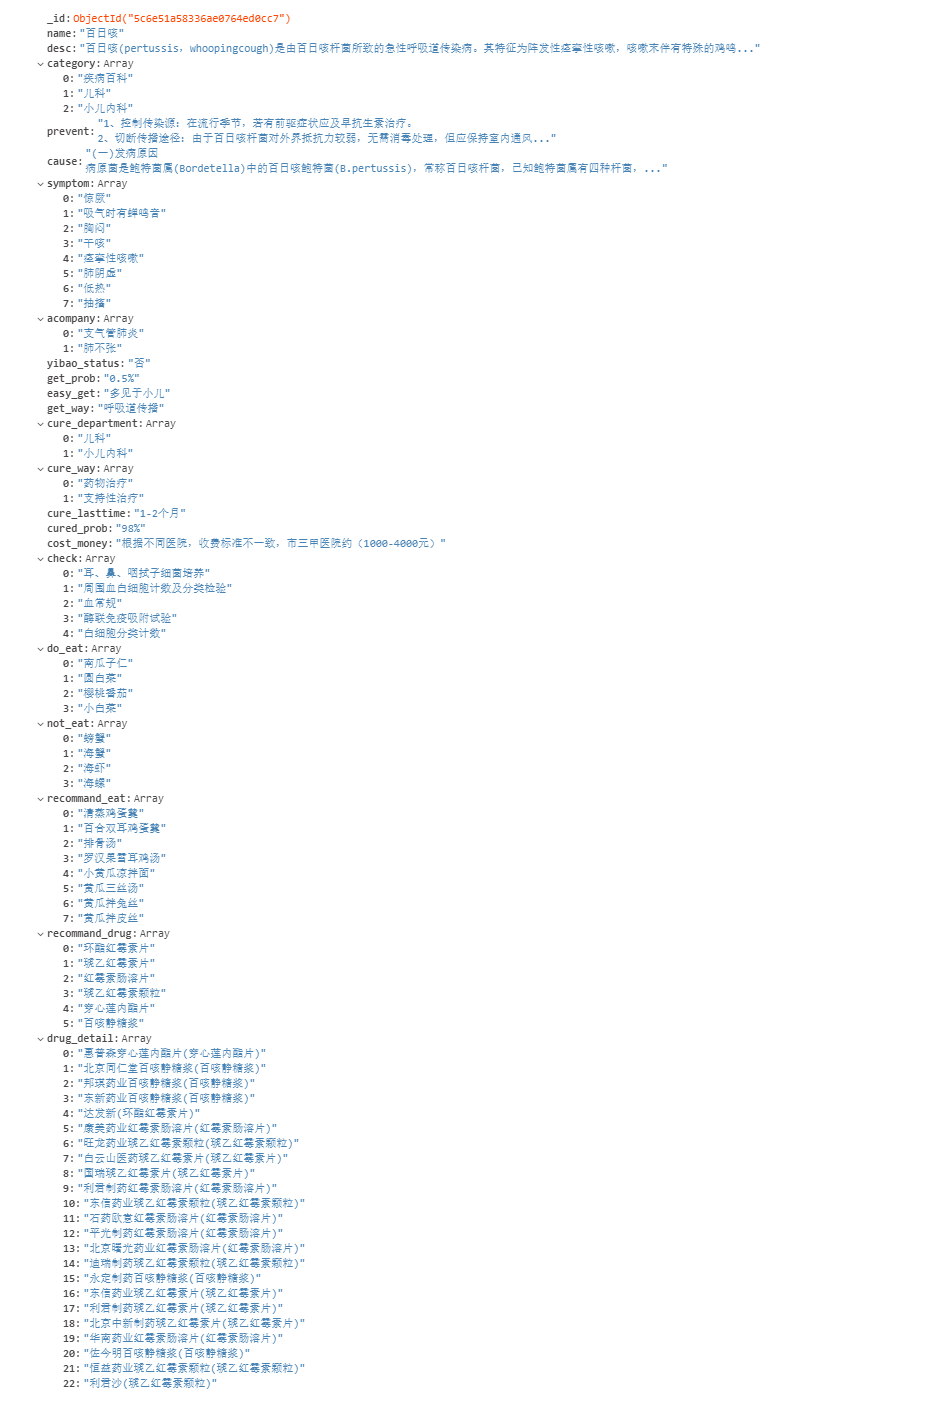 _id: ObjectId("5c6e51a58336ae0764ed0cc7")
name: "百日咳"
desc: "百日咳(pertussis，whoopingcough)是由百日咳杆菌所致的急性呼吸道传染病。其特征为阵发性痉挛性咳嗽，咳嗽末伴有特殊的鸡鸣..."
category: Array
0: "疾病百科"
1: "儿科"
2: "小儿内科"
"1、控制传染源：在流行季节，若有前驱症状应及早抗生素治疗。
prevent:
2、切断传播途径：由于百日咳杆菌对外界抵抗力较弱，无需消毒处理，但应保持室内通风..."
"(一)发病原因
cause:
病原菌是鲍特菌属(Bordetella)中的百日咳鲍特菌(B.pertussis)，常称百日咳杆菌，已知鲍特菌属有四种杆菌，..."
symptom: Array
0: "惊厥"
1: "吸气时有蝉鸣音"
2: "胸闷"
3: "干咳"
4: "痉挛性咳嗽"
5: "肺阴虚"
6: "低热"
7: "抽搐"
acompany: Array
0: "支气管肺炎"
1: "肺不张"
yibao_status: "否"
get_prob: "0.5%"
easy_get: "多见于小儿"
get_way: "呼吸道传播"
cure_department: Array
0: "儿科"
1: "小儿内科"
cure_way: Array
0: "药物治疗"
1: "支持性治疗"
cure_lasttime: "1-2个月"
cured_prob: "98%"
cost_money: "根据不同医院，收费标准不一致，市三甲医院约（1000-4000元）"
check: Array
0: "耳、鼻、咽拭子细菌培养"
1: "周围血白细胞计数及分类检验"
2: "血常规"
3: "酶联免疫吸附试验"
4: "白细胞分类计数"
do_eat: Array
0: "南瓜子仁"
1: "圆白菜"
2: "樱桃番茄"
3: "小白菜"
not_eat: Array
0: "螃蟹"
1: "海蟹"
2: "海虾"
3: "海螺"
recommand_eat: Array
0: "清蒸鸡蛋羹"
1: "百合双耳鸡蛋羹"
2: "排骨汤"
3: "罗汉果雪耳鸡汤"
4: "小黄瓜凉拌面"
5: "黄瓜三丝汤"
6: "黄瓜拌兔丝"
7: "黄瓜拌皮丝"
recommand_drug: Array
0: "环酯红霉素片"
1: "琥乙红霉素片"
2: "红霉素肠溶片"
3: "琥乙红霉素颗粒"
4: "穿心莲内酯片"
5: "百咳静糖浆"
drug_detail: Array
0: "惠普森穿心莲内酯片(穿心莲内酯片)"
1: "北京同仁堂百咳静糖浆(百咳静糖浆)"
2: "邦琪药业百咳静糖浆(百咳静糖浆)"
3: "东新药业百咳静糖浆(百咳静糖浆)"
4: "达发新(环酯红霉素片)"
5: "康美药业红霉素肠溶片(红霉素肠溶片)"
6: "旺龙药业琥乙红霉素颗粒(琥乙红霉素颗粒)"
7: "白云山医药琥乙红霉素片(琥乙红霉素片)"
8: "国瑞琥乙红霉素片(琥乙红霉素片)"
9: "利君制药红霉素肠溶片(红霉素肠溶片)"
10: "东信药业琥乙红霉素颗粒(琥乙红霉素颗粒)"
11: "石药欧意红霉素肠溶片(红霉素肠溶片)"
12: "平光制药红霉素肠溶片(红霉素肠溶片)"
13: "北京曙光药业红霉素肠溶片(红霉素肠溶片)"
14: "迪瑞制药琥乙红霉素颗粒(琥乙红霉素颗粒)"
15: "永定制药百咳静糖浆(百咳静糖浆)"
16: "东信药业琥乙红霉素片(琥乙红霉素片)"
17: "利君制药琥乙红霉素片(琥乙红霉素片)"
18: "北京中新制药琥乙红霉素片(琥乙红霉素片)"
19: "华南药业红霉素肠溶片(红霉素肠溶片)"
20: "佐今明百咳静糖浆(百咳静糖浆)"
21: "恒益药业琥乙红霉素颗粒(琥乙红霉素颗粒)"
22: "利君沙(琥乙红霉素颗粒)"